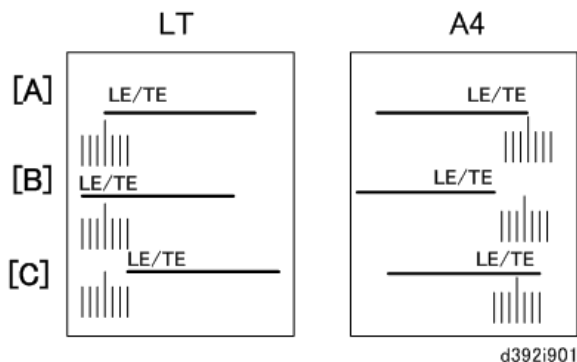 LT A4
[A] LE/TE LE/TE
[B] LE/TE LE/TE
[C] LE/TE LE/TE
d392i901